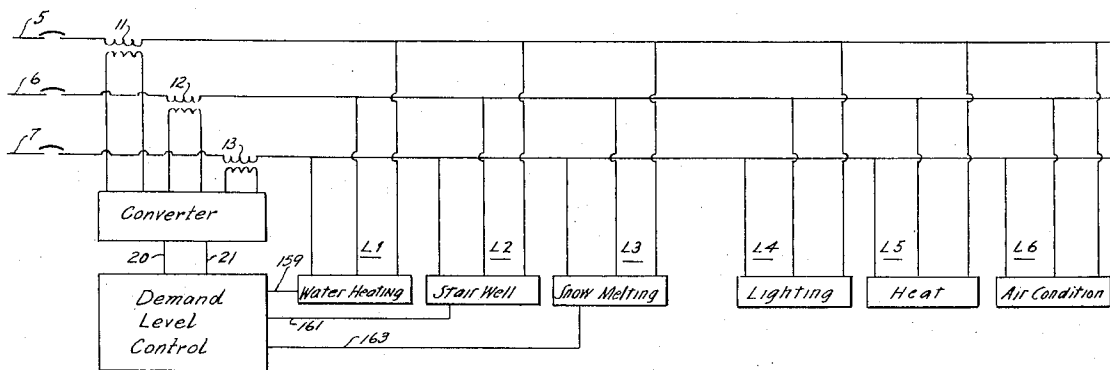 5
11
6
12
7
13
Converter
20
21
159
L1
L2
L3
L4
L5
L6
Water Heating
Stair Well
Snow Melting
Lighting
Heat
Air Condition
Demand
Level
Control
161
163